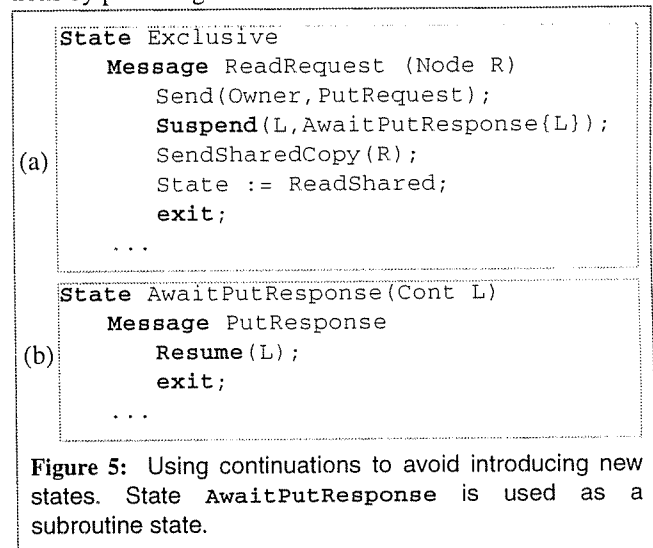 State Exclusive
Message ReadRequest (Node R)
Send(Owner,PutRequest);
Suspend(L,AwaitPutResponse{L});
(a)
SendSharedCopy(R);
State := ReadShared;
exit;
...
State AwaitPutResponse(Cont L)
Message PutResponse
(b)
Resume(L);
exit;
...
Figure 5: Using continuations to avoid introducing new
states. State AwaitPutResponse is used as a
subroutine state.